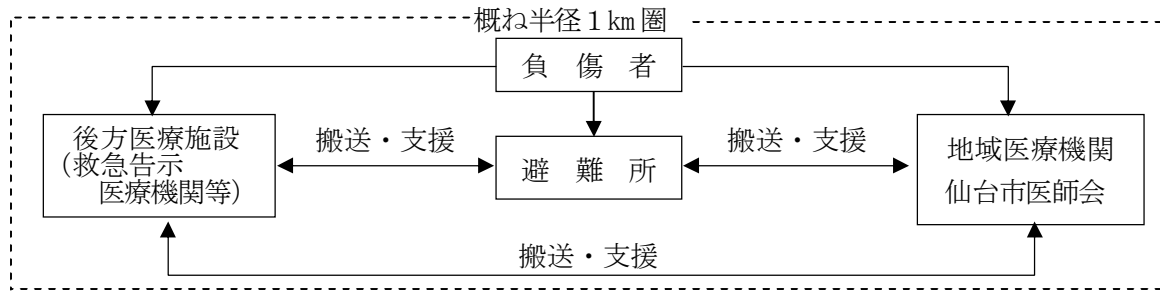 概ね半径１km圏
負 傷 者
後方医療施設
(救急告示
医療機関等)
搬送・支援
避 難 所
搬送・支援
地域医療機関
仙台市医師会
搬送・支援